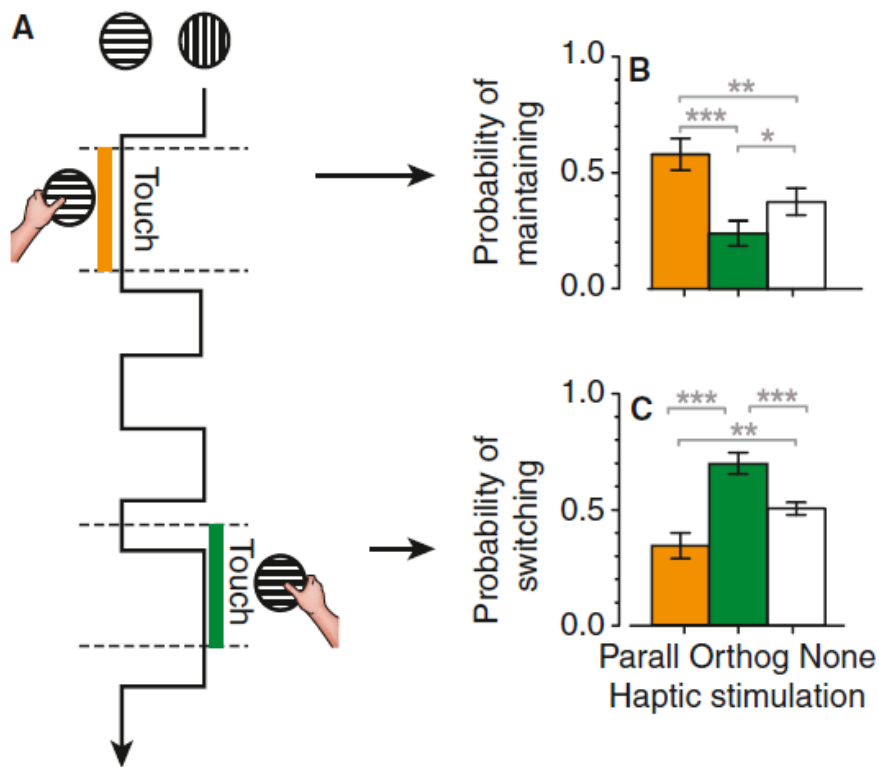 A
Touch
Touch
B
Probability of
maintaining
1.0
0.5
0.0
**
***
*
C
Probability of
switching
1.0
0.5
0.0
***
***
**
Parall Orthog None
Haptic stimulation